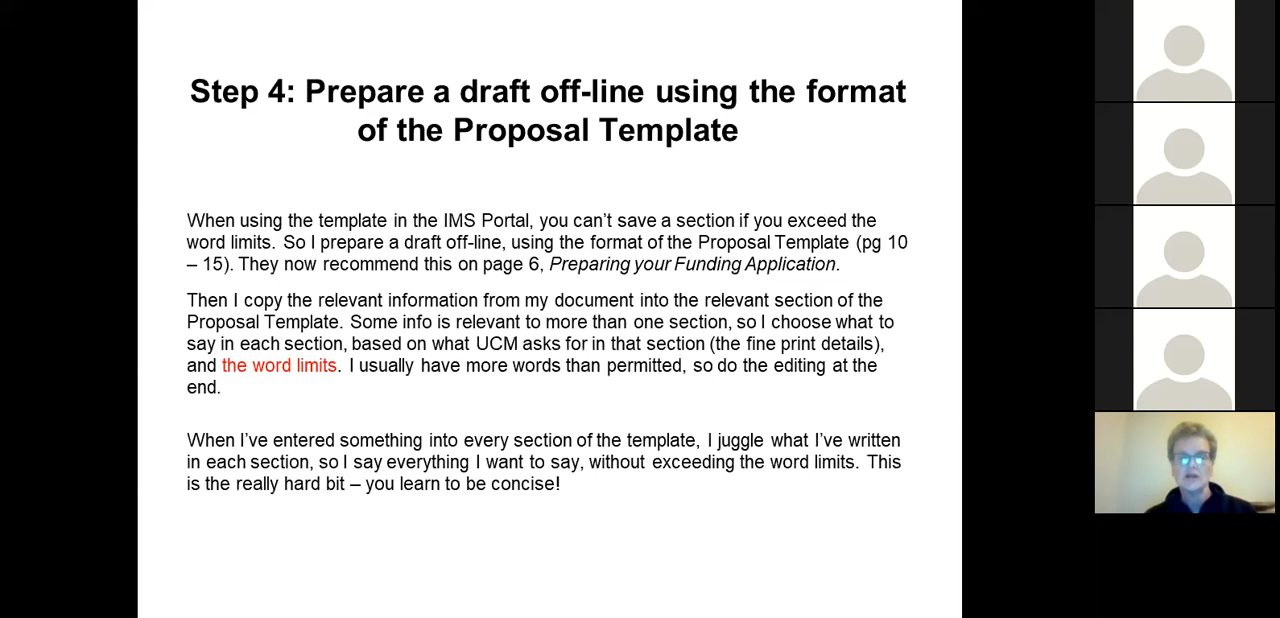 Step 4: Prepare a draft off-line using the format
of the Proposal Template
When using the template in the IMS Portal, you can’t save a section if you exceed the
word limits. So I prepare a draft off-line, using the format of the Proposal Template (pg 10
– 15). They now recommend this on page 6, Preparing your Funding Application.
Then I copy the relevant information from my document into the relevant section of the
Proposal Template. Some info is relevant to more than one section, so I choose what to
say in each section, based on what UCM asks for in that section (the fine print details),
and the word limits. I usually have more words than permitted, so do the editing at the
end.
When I’ve entered something into every section of the template, I juggle what I’ve written
in each section, so I say everything I want to say, without exceeding the word limits. This
is the really hard bit – you learn to be concise!